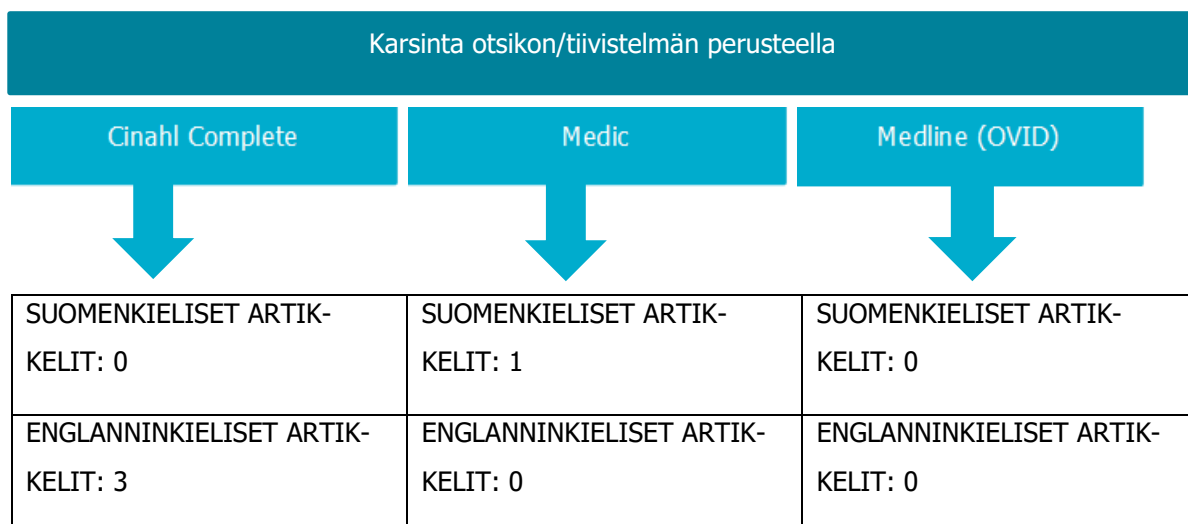 Karsinta otsikon/tiivistelmän perusteella
Cinahl Complete
Medic
Medline (OVID)
SUOMENKIELISET ARTIK-
KELIT: 0
SUOMENKIELISET ARTIK-
KELIT: 1
SUOMENKIELISET ARTIK-
KELIT: 0
ENGLANNINKIELISET ARTIK-
KELIT: 3
ENGLANNINKIELISET ARTIK-
KELIT: 0
ENGLANNINKIELISET ARTIK-
KELIT: 0